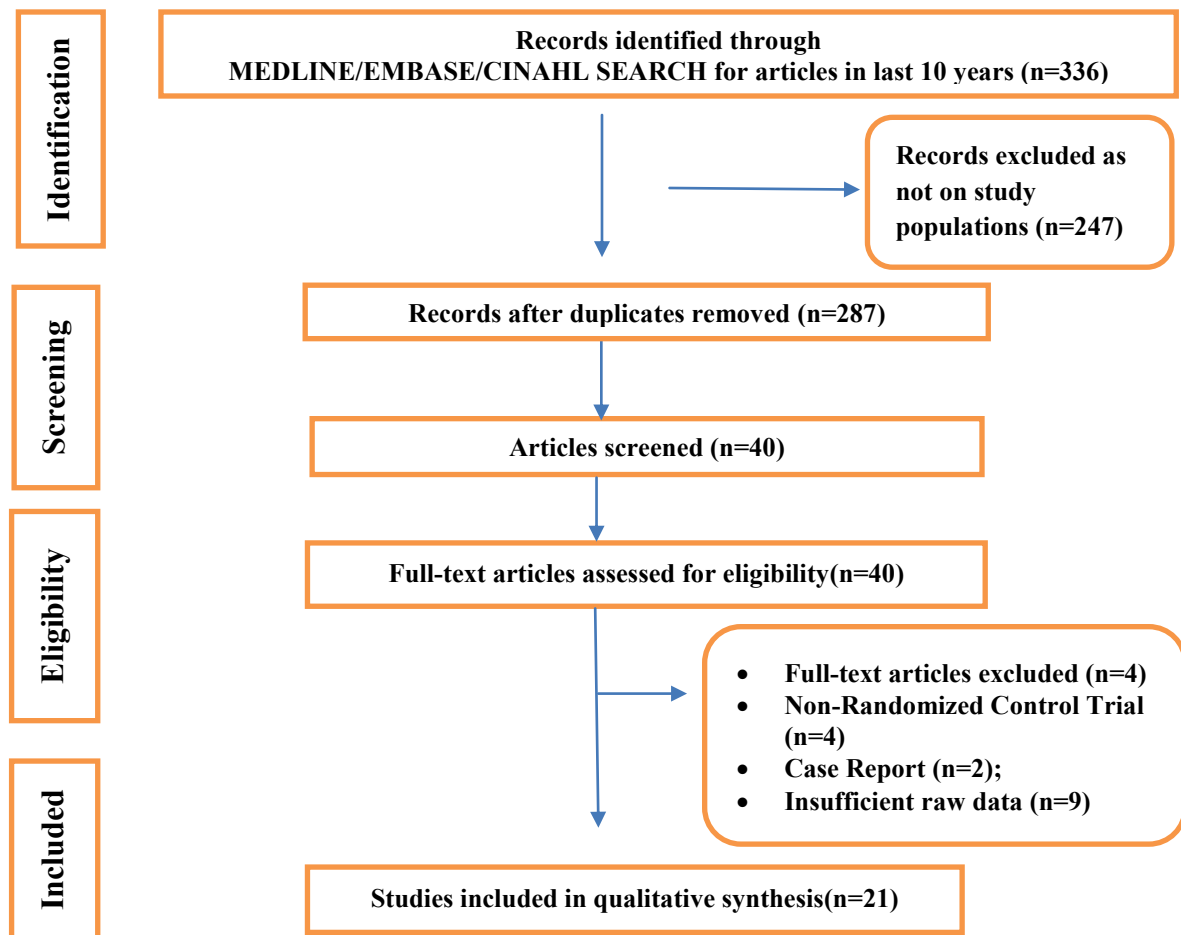 Identification
Records identified through
MEDLINE/EMBASE/CINAHL SEARCH for articles in last 10 years (n=336)
Records excluded as
not on study
populations (n=247)
Screening
Records after duplicates removed (n=287)
Articles screened (n=40)
Eligibility
Full-text articles assessed for eligibility(n=40)
• Full-text articles excluded (n=4)
• Non-Randomized Control Trial
(n=4)
• Case Report (n=2);
• Insufficient raw data (n=9)
Included
Studies included in qualitative synthesis(n=21)